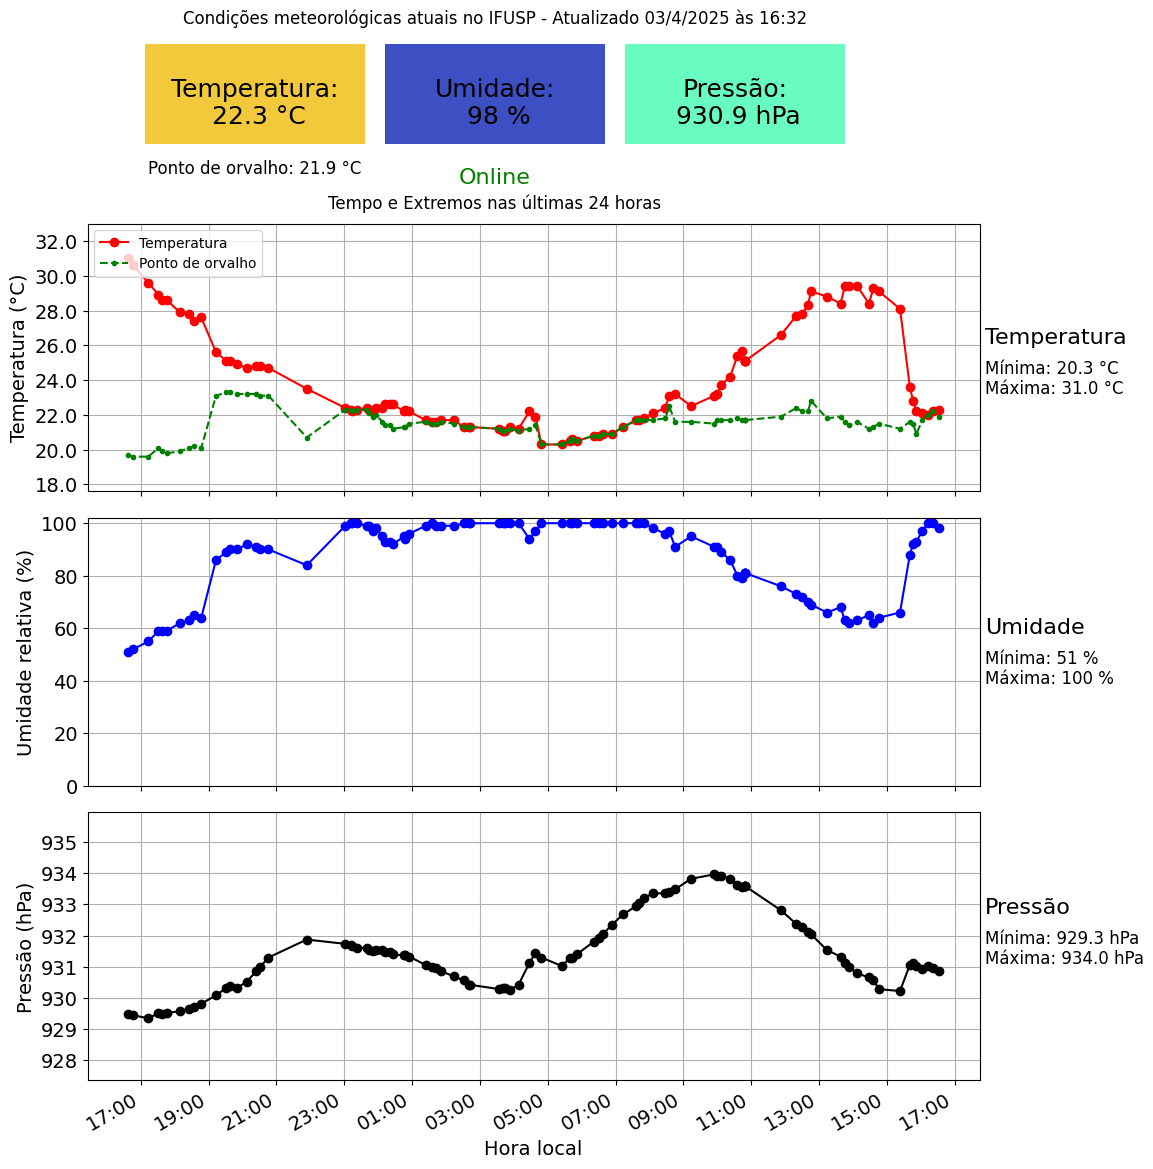 Condições meteorológicas atuais no IFUSP - Atualizado 03/4/2025 às 16:32
Temperatura:
22.3 °C
Umidade:
98 %
Pressão:
930.9 hPa
Ponto de orvalho: 21.9 °C
Online
Tempo e Extremos nas últimas 24 horas
Temperatura (°C)
32.0
30.0
28.0
26.0
24.0
22.0
20.0
18.0
Temperatura
Ponto de orvalho
Temperatura
Mínima: 20.3 °C
Máxima: 31.0 °C
Umidade relativa (%)
100
80
60
40
20
0
Umidade
Mínima: 51 %
Máxima: 100 %
Pressão (hPa)
935
934
933
932
931
930
929
928
Pressão
Mínima: 929.3 hPa
Máxima: 934.0 hPa
17:00 19:00 21:00 23:00 01:00 03:00 05:00 07:00 09:00 11:00 13:00 15:00 17:00
Hora local